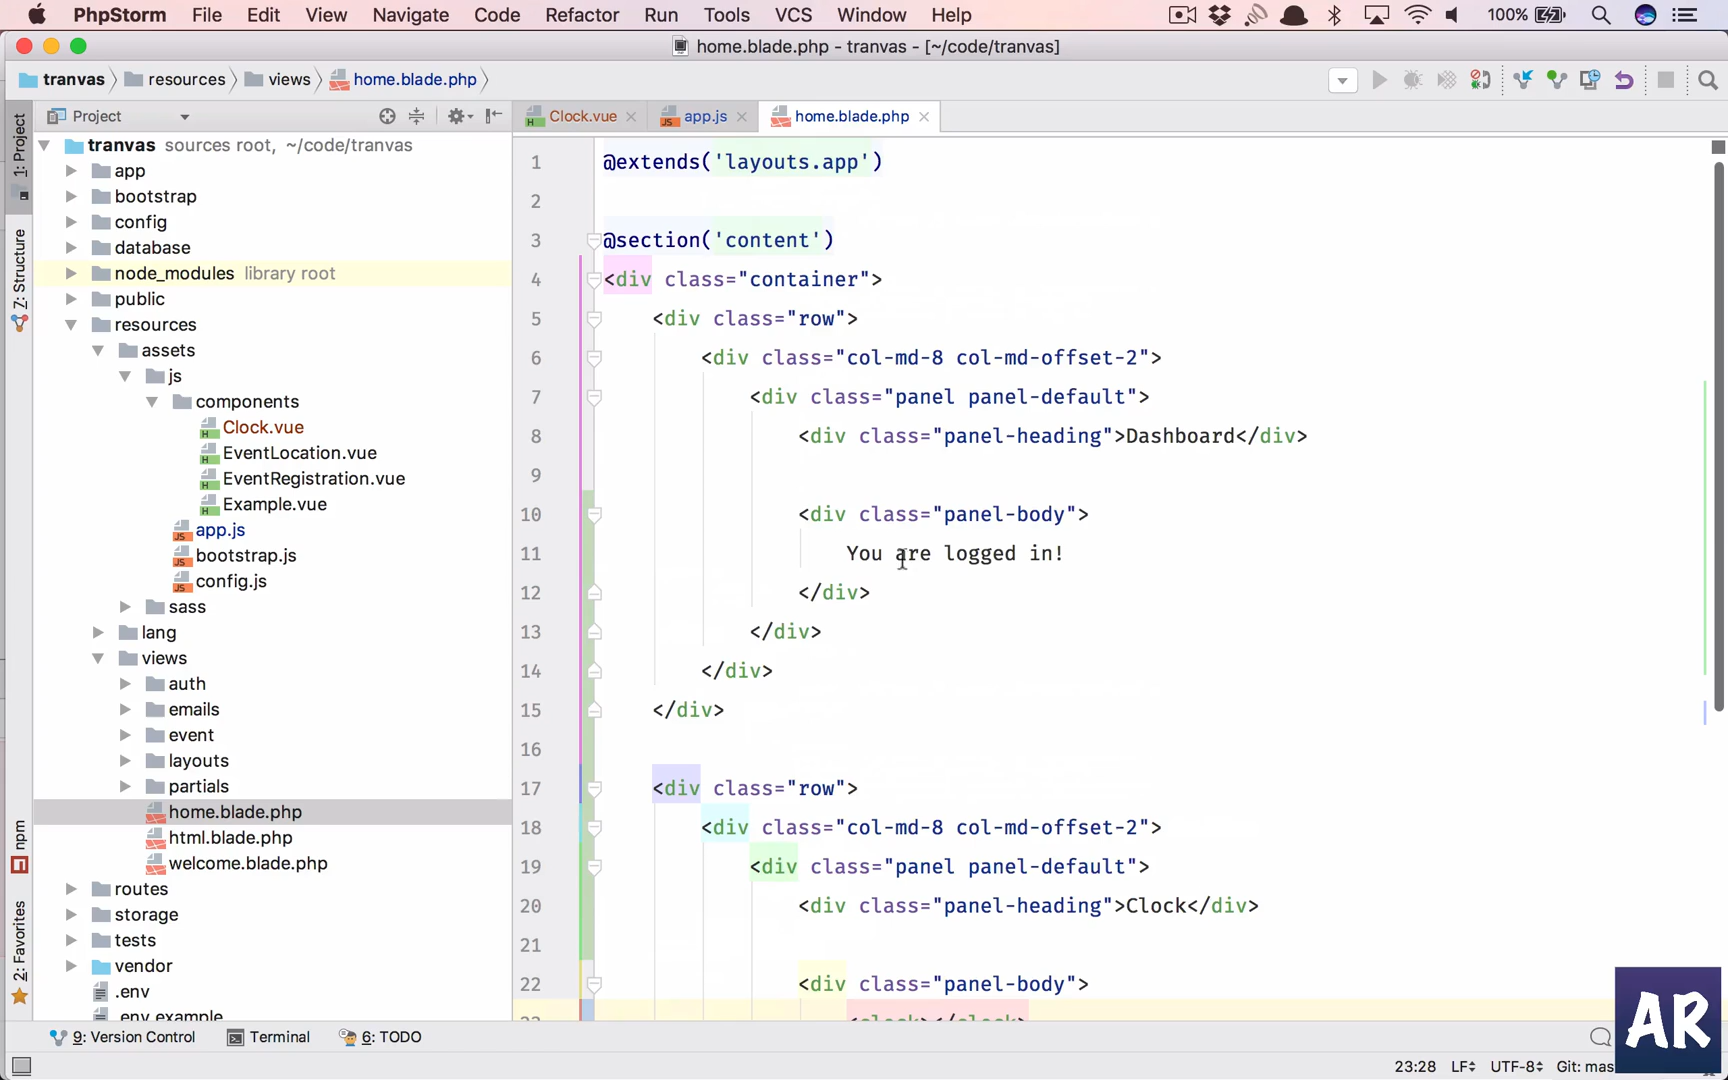 PhpStorm File Edit View Navigate Code Refactor Run Tools VCS Window Help 100%
home.blade.php - tranvas - [~/code/tranvas]
tranvas resources views home.blade.php
Project Clock.vue app.js home.blade.php
1: Project
7: Structure
npm
2: Favorites
tranvas sources root, ~/code/tranvas
app
bootstrap
config
database
node_modules library root
public
resources
assets
js
components
Clock.vue
EventLocation.vue
EventRegistration.vue
Example.vue
app.js
bootstrap.js
config.js
sass
lang
views
auth
emails
event
layouts
partials
home.blade.php
html.blade.php
welcome.blade.php
routes
storage
tests
vendor
.env
.env.example
1 @extends('layouts.app')
2
3 @section('content')
4 <div class="container">
5 <div class="row">
6 <div class="col-md-8 col-md-offset-2">
7 <div class="panel panel-default">
8 <div class="panel-heading">Dashboard</div>
9
10 <div class="panel-body">
11 You are logged in!
12 </div>
13 </div>
14 </div>
15 </div>
16
17 <div class="row">
18 <div class="col-md-8 col-md-offset-2">
19 <div class="panel panel-default">
20 <div class="panel-heading">Clock</div>
21
22 <div class="panel-body">
23 <clock></clock>
9: Version Control Terminal 6: TODO
23:28 LF UTF-8 Git: mas
AR